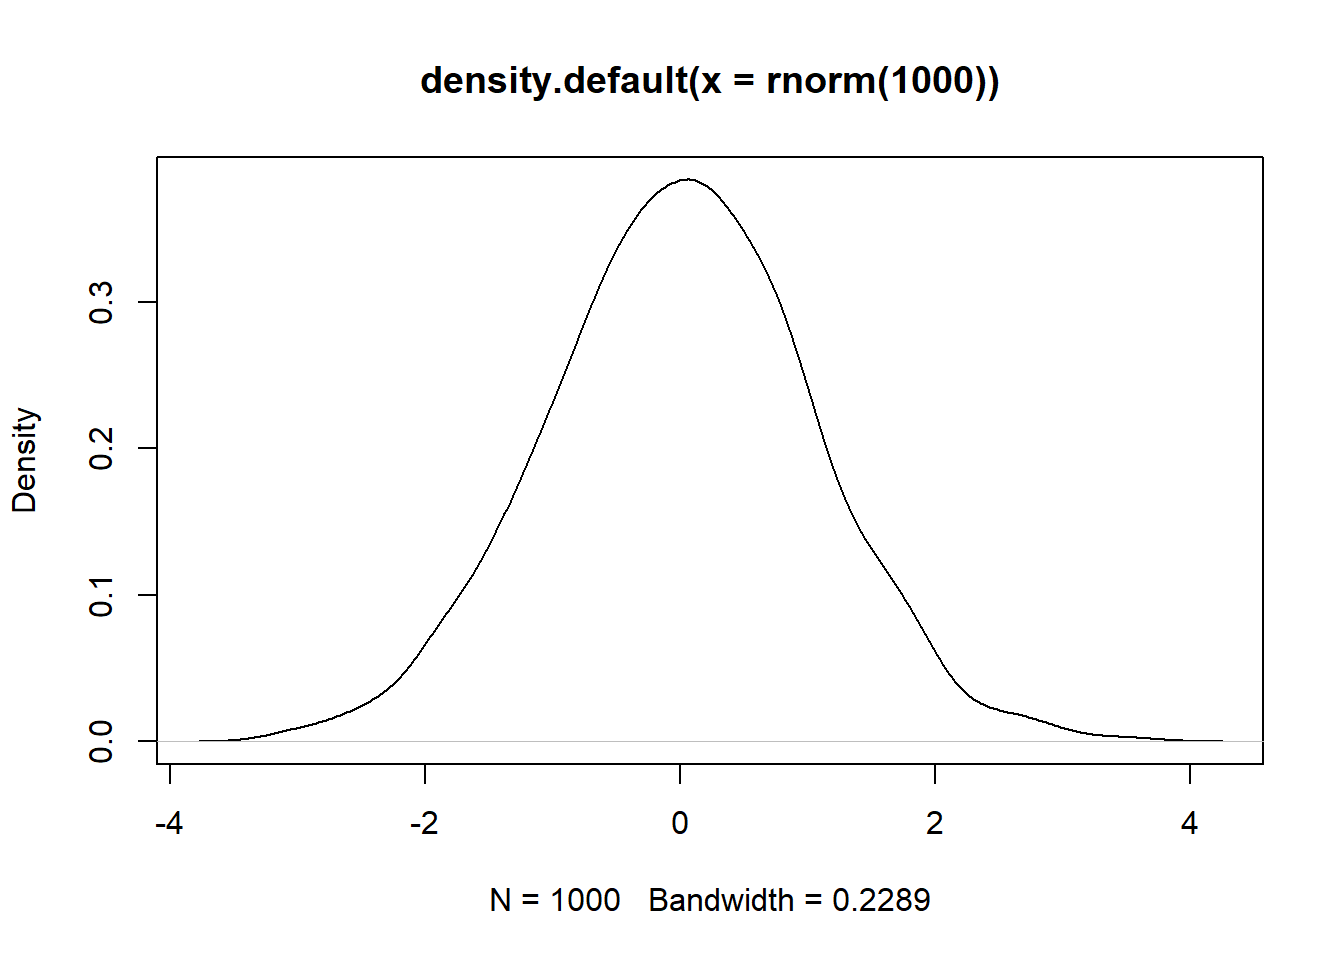 density.default(x = rnorm(1000))
Density
0.3
0.2
0.1
0.0
-4 -2 0 2 4
N = 1000 Bandwidth = 0.2289